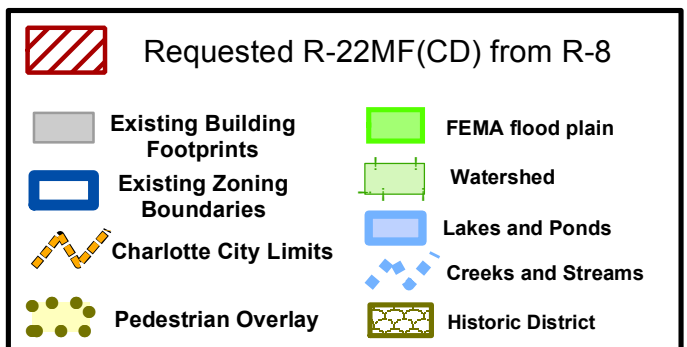 Requested R-22MF(CD) from R-8
Existing Building
Footprints
Existing Zoning
Boundaries
Charlotte City Limits
Pedestrian Overlay
FEMA flood plain
Watershed
Lakes and Ponds
Creeks and Streams
Historic District